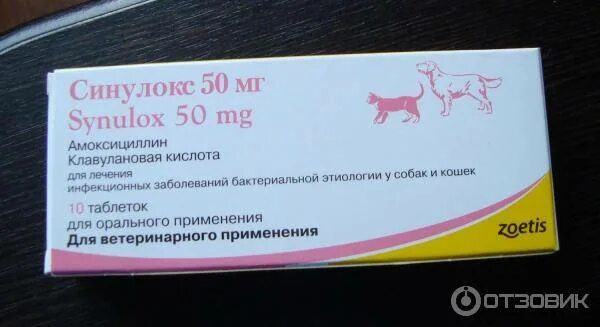 Синулокс 50 мг
Synulox 50 mg
Амоксициллин
Клавулановая кислота
для лечения
инфекционных заболеваний бактериальной этиологии у собак и кошек
10 таблеток
для орального применения
Для ветеринарного применения
zoetis
ОТЗОВИК